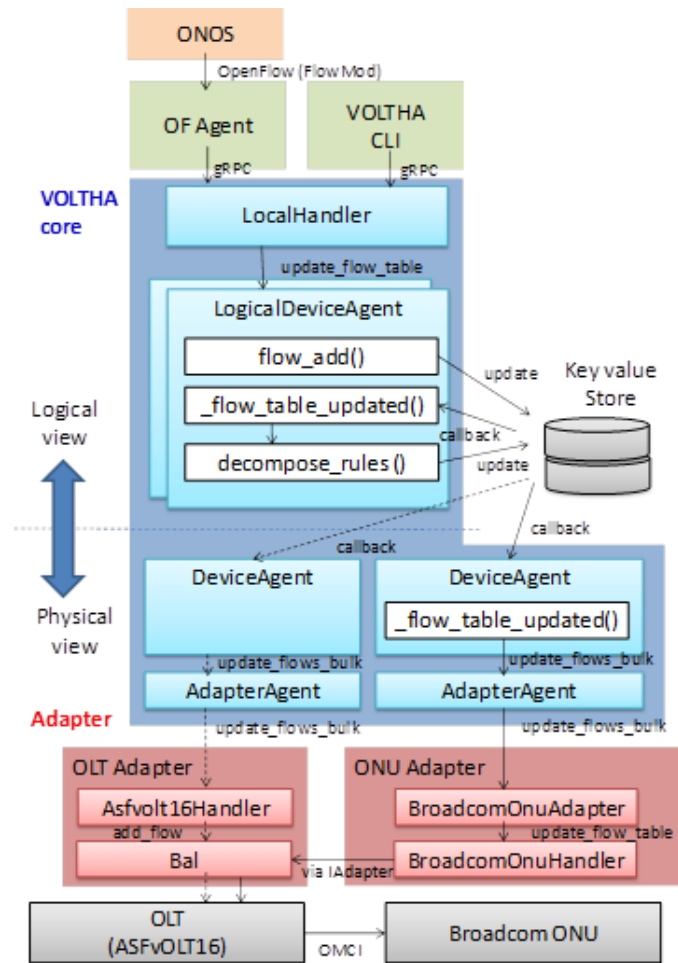 ONOS
OpenFlow (FlowMod)
OF Agent
VOLTHA
CLI
gRPC
gRPC
VOLTHA
core
LocalHandler
update_flow_table
LogicalDeviceAgent
flow_add()
update
Key value
Store
_flow_table_updated()
Logical
view
callback
decompose_rules()
update
callback
callback
DeviceAgent
DeviceAgent
_flow_table_updated()
Physical
view
update_flows_bulk
update_flows_bulk
AdapterAgent
AdapterAgent
Adapter
update_flows_bulk
update_flows_bulk
OLT Adapter
ONU Adapter
Asfvolt16Handler
BroadcomOnuAdapter
add_flow
update_flow_table
Bal
via IAdapter
BroadcomOnuHandler
OLT
(ASFvOLT16)
OMCI
Broadcom ONU